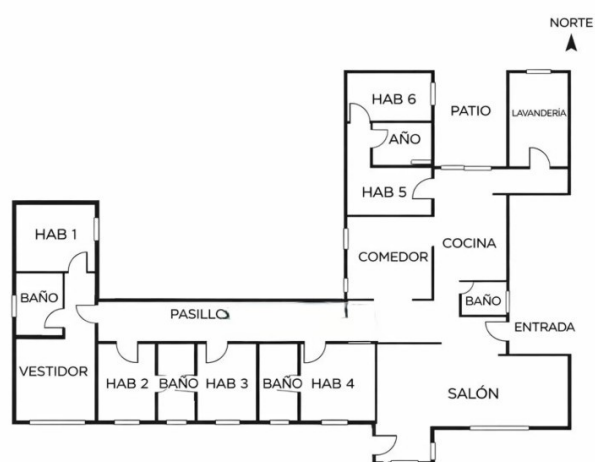 NORTE
HAB 6
PATIO
LAVANDERÍA
AÑO
HAB 5
HAB 1
COMEDOR
COCINA
BAÑO
BAÑO
PASILLO
ENTRADA
VESTIDOR
HAB 2
BAÑO
HAB 3
BAÑO
HAB 4
SALÓN